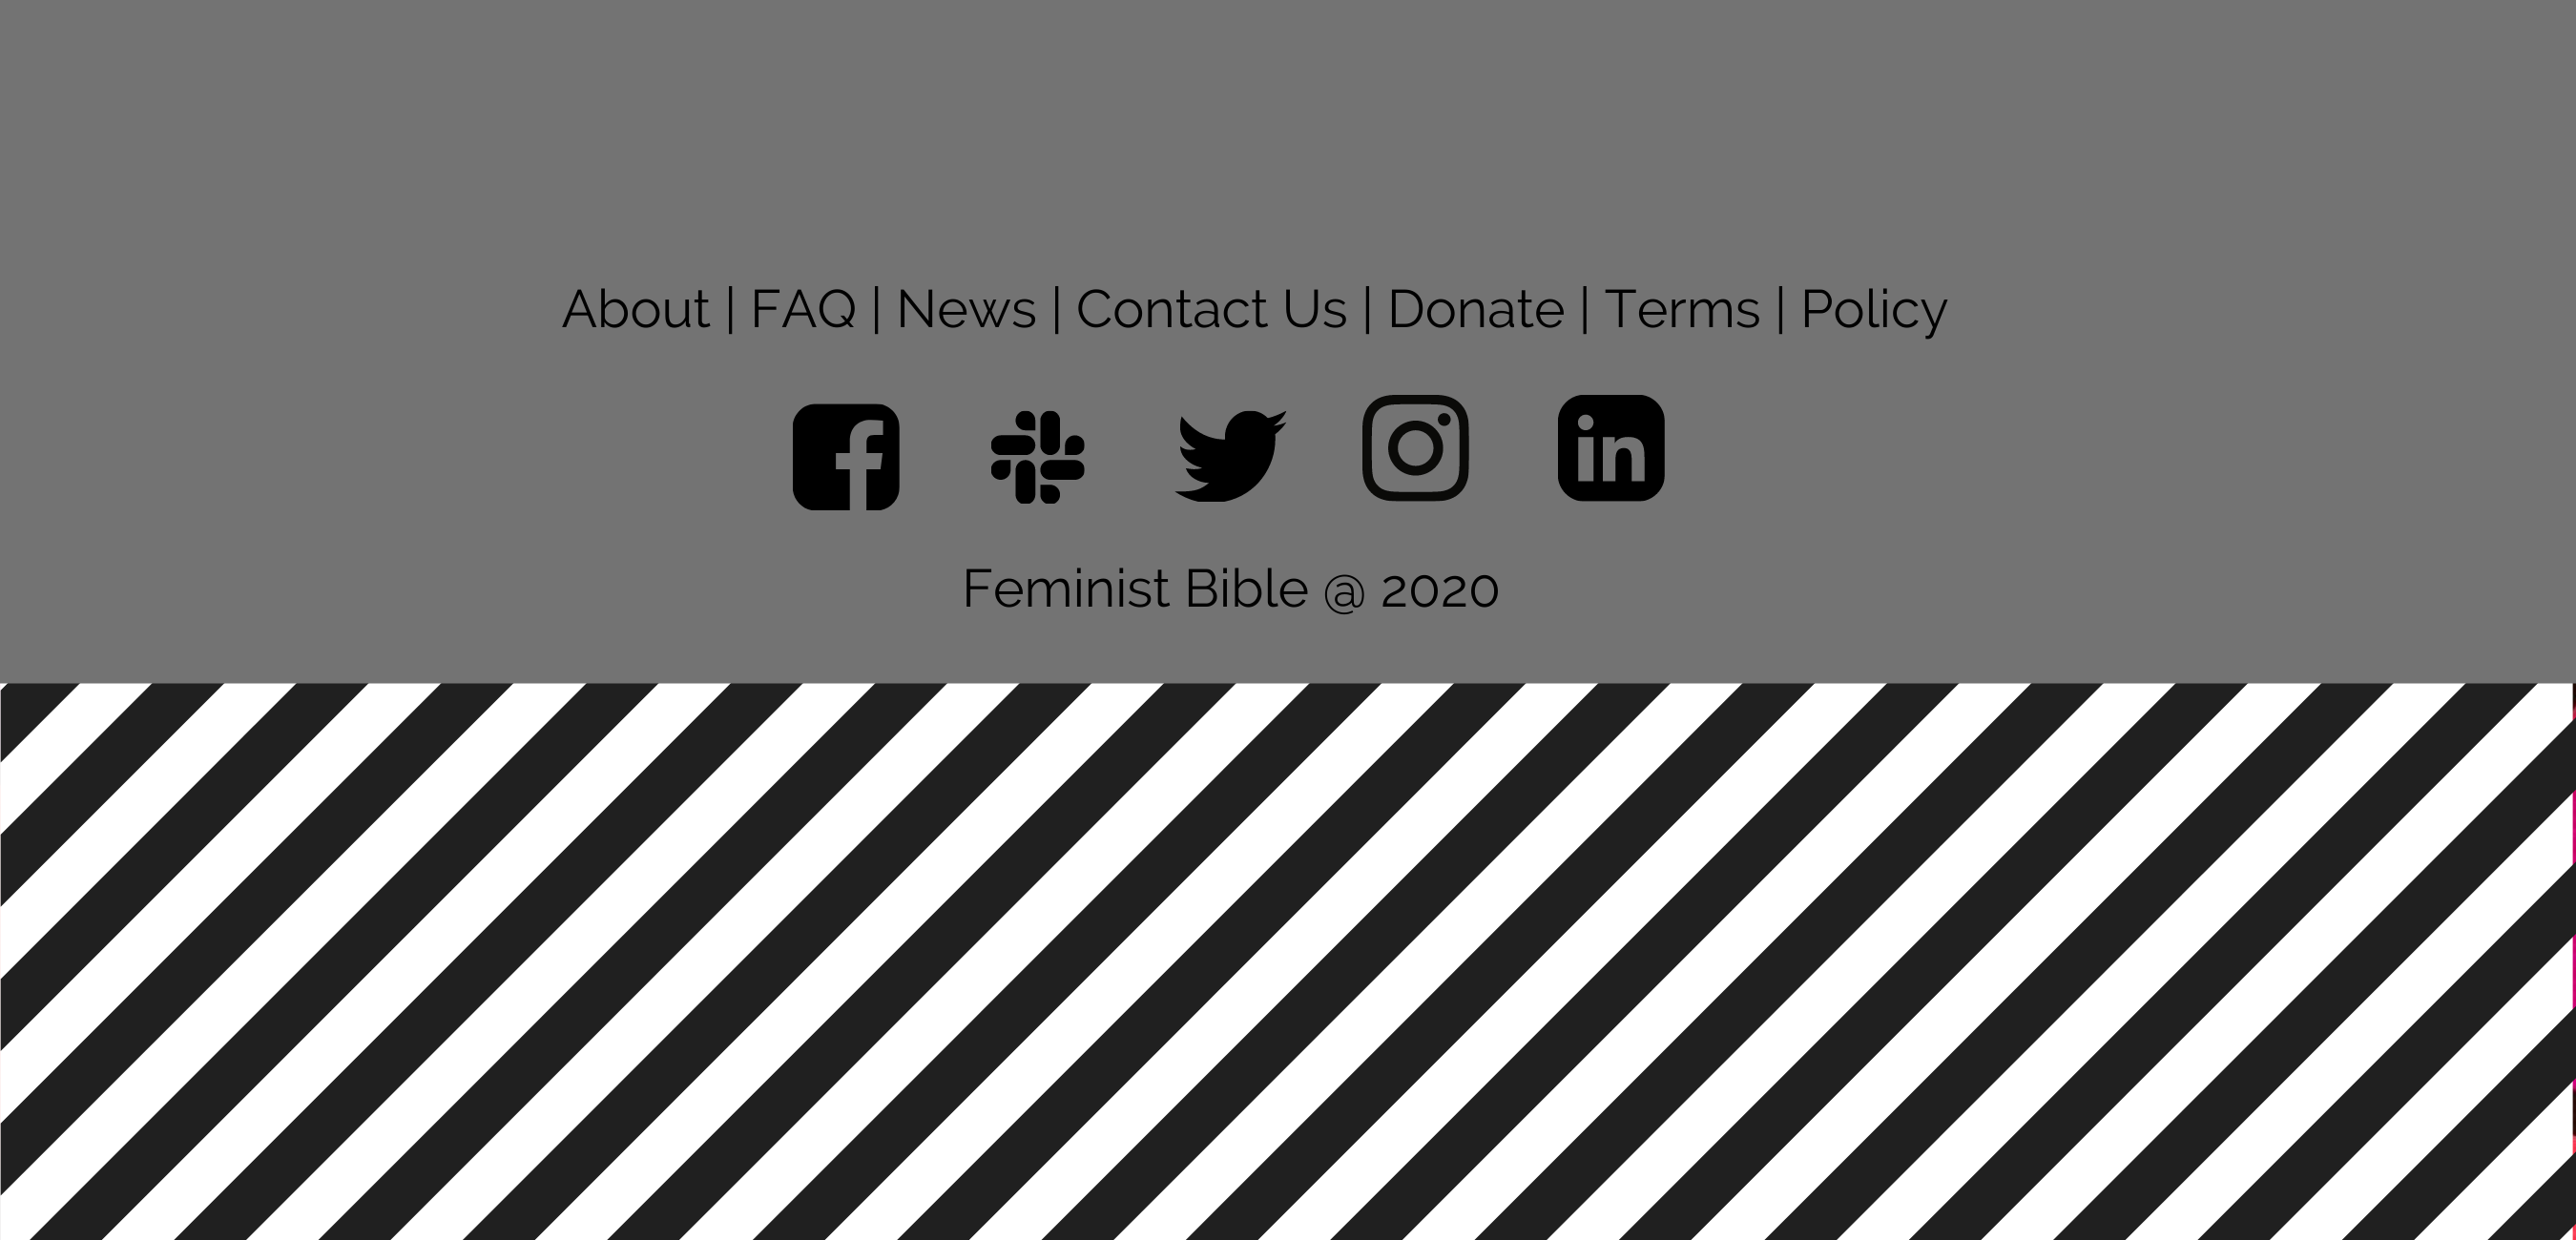 About | FAQ | News | Contact Us | Donate | Terms | Policy
Feminist Bible @ 2020